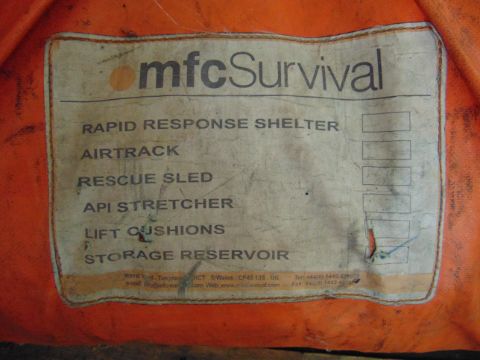 mfcSurvival
RAPID RESPONSE SHELTER
AIRTRACK
RESCUE SLED
API STRETCHER
LIFT CUSHIONS
STORAGE RESERVOIR